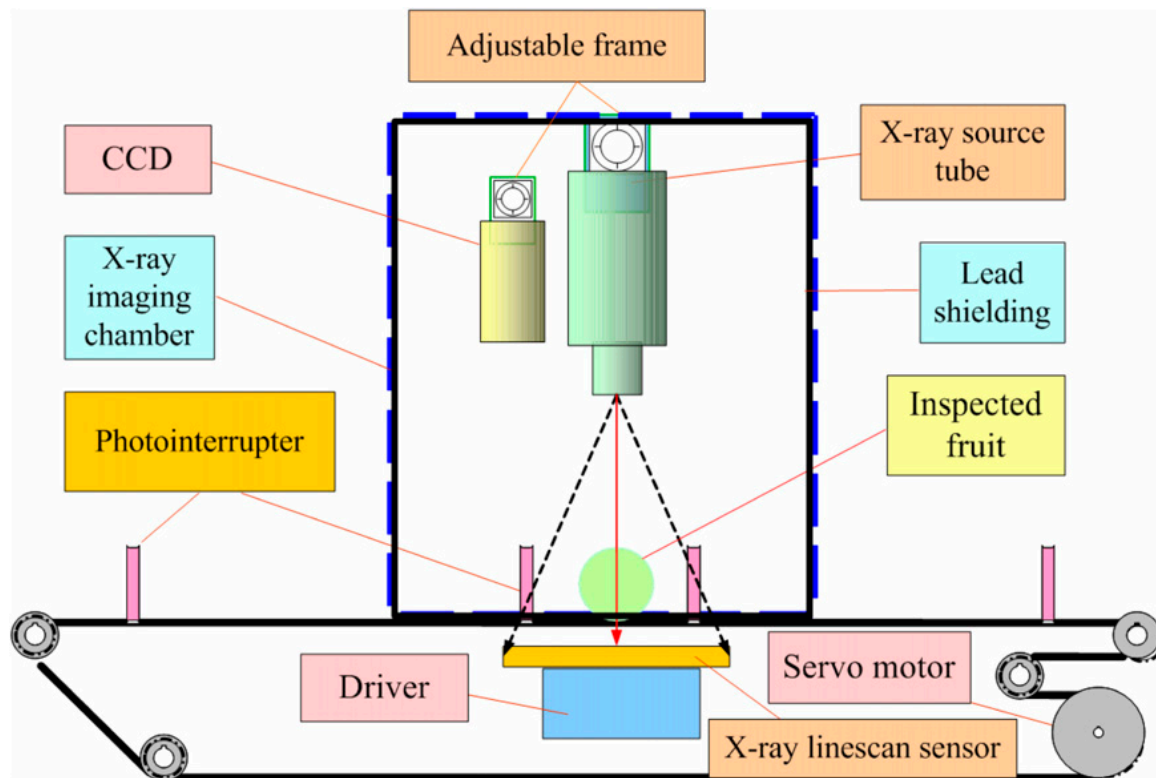 Adjustable frame
CCD
X-ray source
tube
X-ray
imaging
chamber
Lead
shielding
Photointerrupter
Inspected
fruit
Driver
Servo motor
X-ray linescan sensor